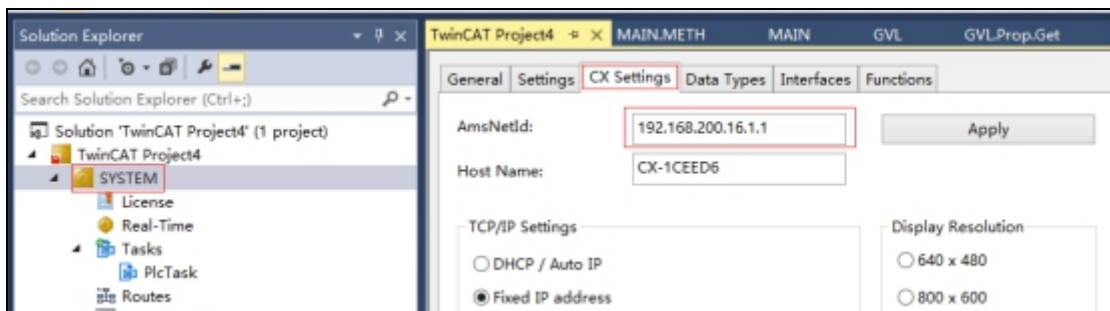 Solution Explorer
Search Solution Explorer (Ctrl+;)
Solution 'TwinCAT Project4' (1 project)
TwinCAT Project4
SYSTEM
License
Real-Time
Tasks
PlcTask
Routes
TwinCAT Project4 MAIN.METH MAIN GVL GVL.Prop.Get
General Settings CX Settings Data Types Interfaces Functions
AmsNetId: 192.168.200.16.1.1 Apply
Host Name: CX-1CEED6
TCP/IP Settings Display Resolution
DHCP / Auto IP 640 x 480
Fixed IP address 800 x 600